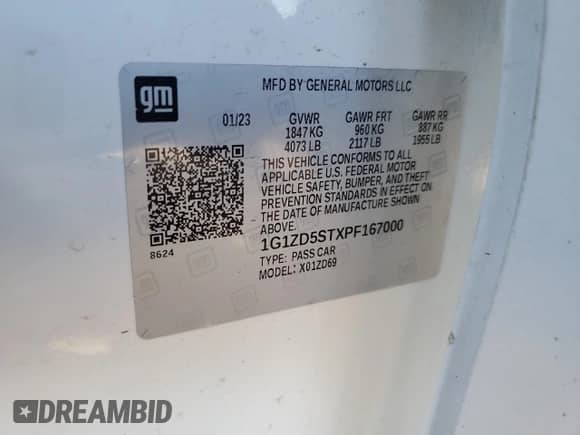 gm
MFD BY GENERAL MOTORS LLC
01/23 GVWR GAWR FRT GAWR RR
1847 KG 960 KG 887 KG
4073 LB 2117 LB 1955 LB
THIS VEHICLE CONFORMS TO ALL
APPLICABLE U.S. FEDERAL MOTOR
VEHICLE SAFETY, BUMPER, AND THEFT
PREVENTION STANDARDS IN EFFECT ON
THE DATE OF MANUFACTURE SHOWN
ABOVE.
1G1ZD5STXPF167000
TYPE: PASS CAR
MODEL: X01ZD69
8624
DREAMBID